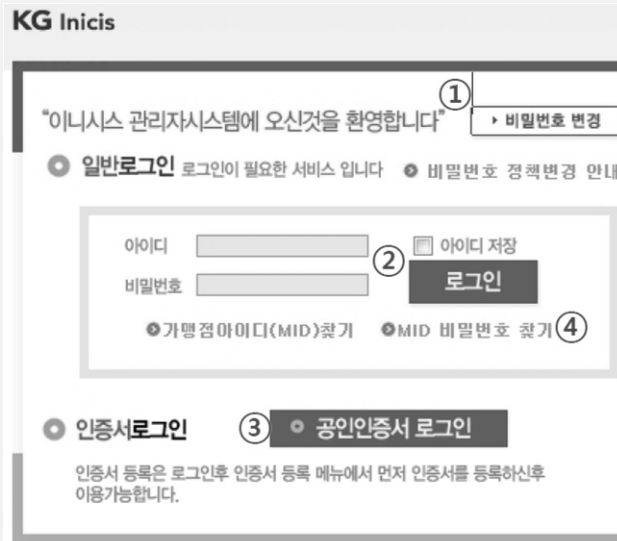 KG Inicis
①
“이니시스 관리자시스템에 오신것을 환영합니다”
비밀번호 변경
일반로그인 로그인이 필요한 서비스 입니다 비밀번호 정책변경 안내
아이디
② 아이디 저장
비밀번호
로그인
가맹점아이디(MID)찾기 MID 비밀번호 찾기 ④
인증서로그인 ③ 공인인증서 로그인
인증서 등록은 로그인후 인증서 등록 메뉴에서 먼저 인증서를 등록하신후
이용가능합니다.